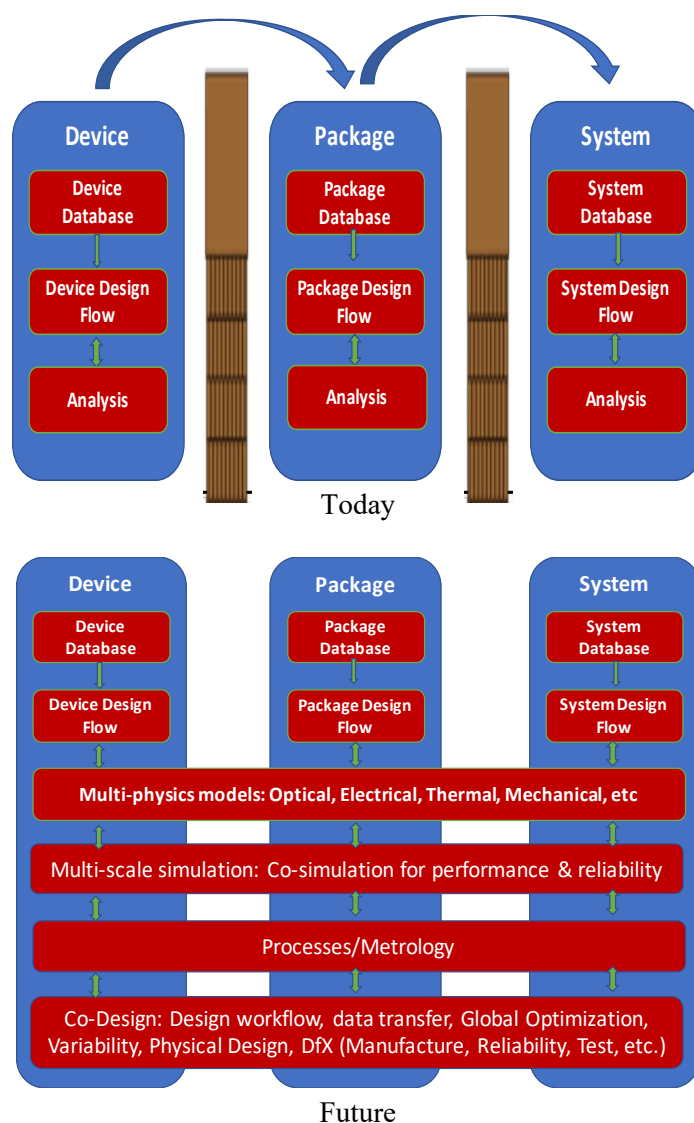 Device
Package
System
Device
Database
Package
Database
System
Database
Device Design
Flow
Package Design
Flow
System Design
Flow
Analysis
Analysis
Analysis
Today
Device
Package
System
Device
Database
Package
Database
System
Database
Device Design
Flow
Package Design
Flow
System Design
Flow
Multi-physics models: Optical, Electrical, Thermal, Mechanical, etc
Multi-scale simulation: Co-simulation for performance & reliability
Processes/Metrology
Co-Design: Design workflow, data transfer, Global Optimization,
Variability, Physical Design, DfX (Manufacture, Reliability, Test, etc.)
Future